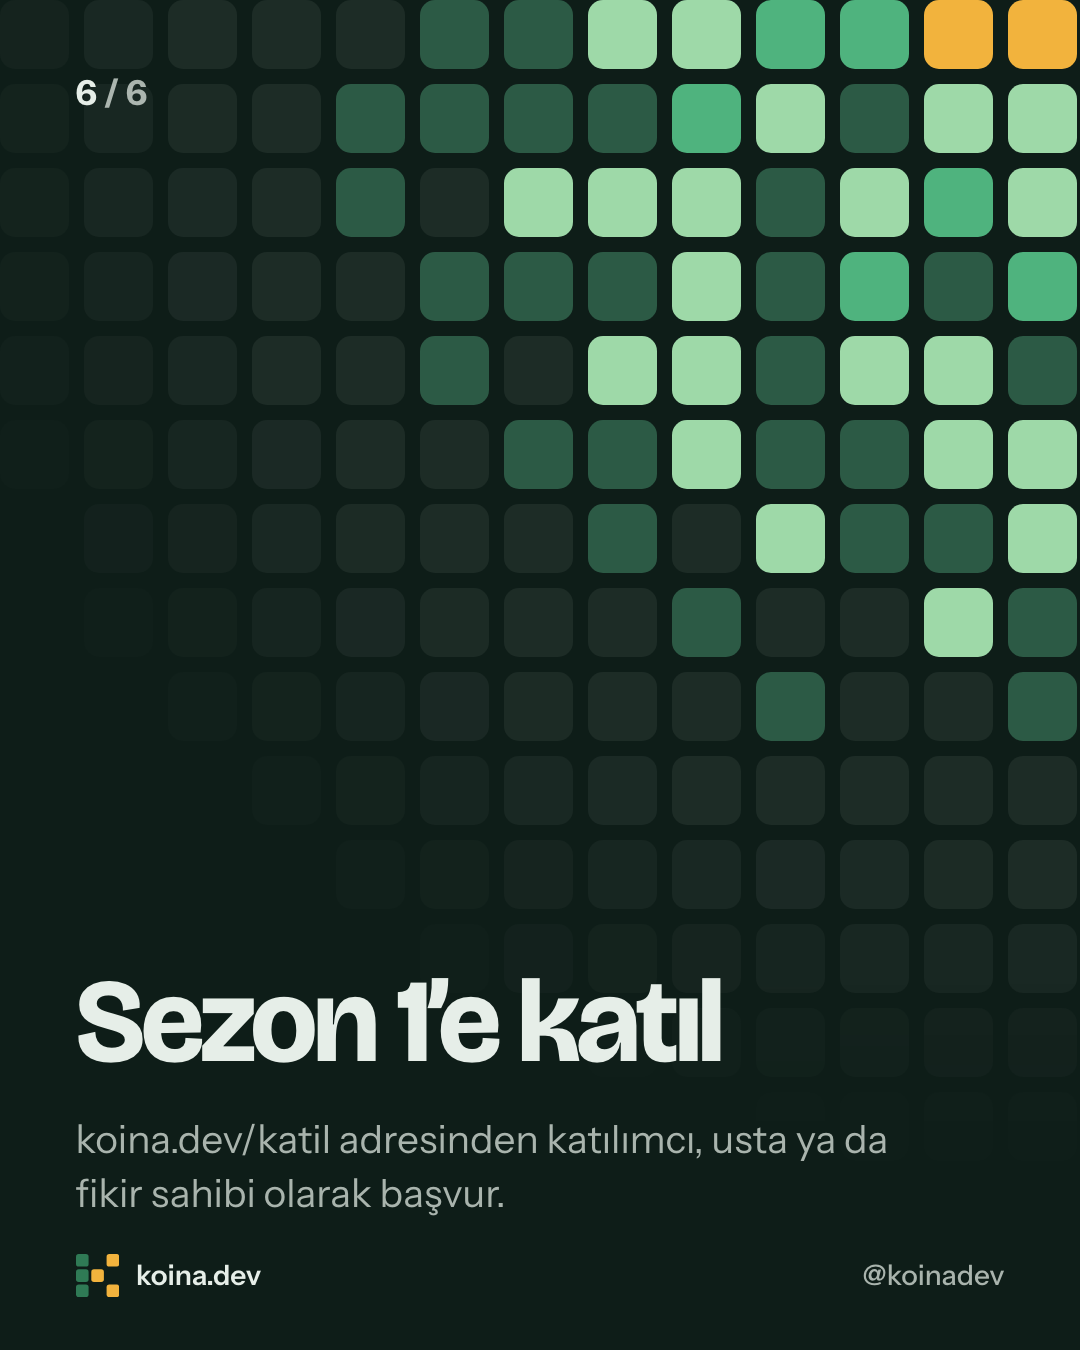 6 / 6
Sezon 1’e katıl
koina.dev/katil adresinden katılımcı, usta ya da
fikir sahibi olarak başvur.
koina.dev
@koinadev